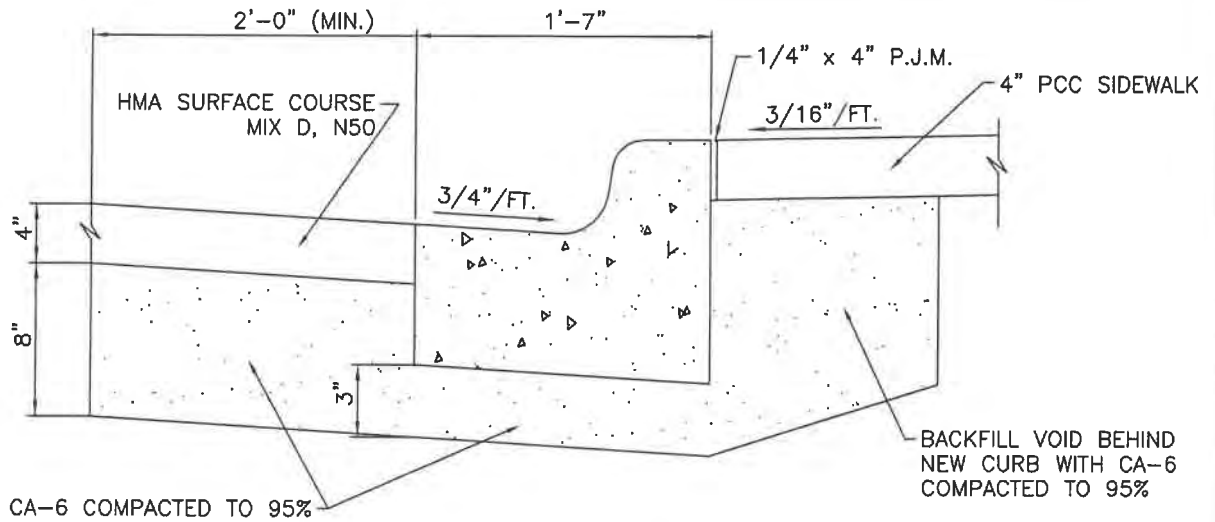 2'-0" (MIN.)
1'-7"
1/4" x 4" P.J.M.
4" PCC SIDEWALK
HMA SURFACE COURSE
MIX D, N50
3/16"/FT.
3/4"/FT.
4"
8"
3"
BACKFILL VOID BEHIND
NEW CURB WITH CA-6
COMPACTED TO 95%
CA-6 COMPACTED TO 95%